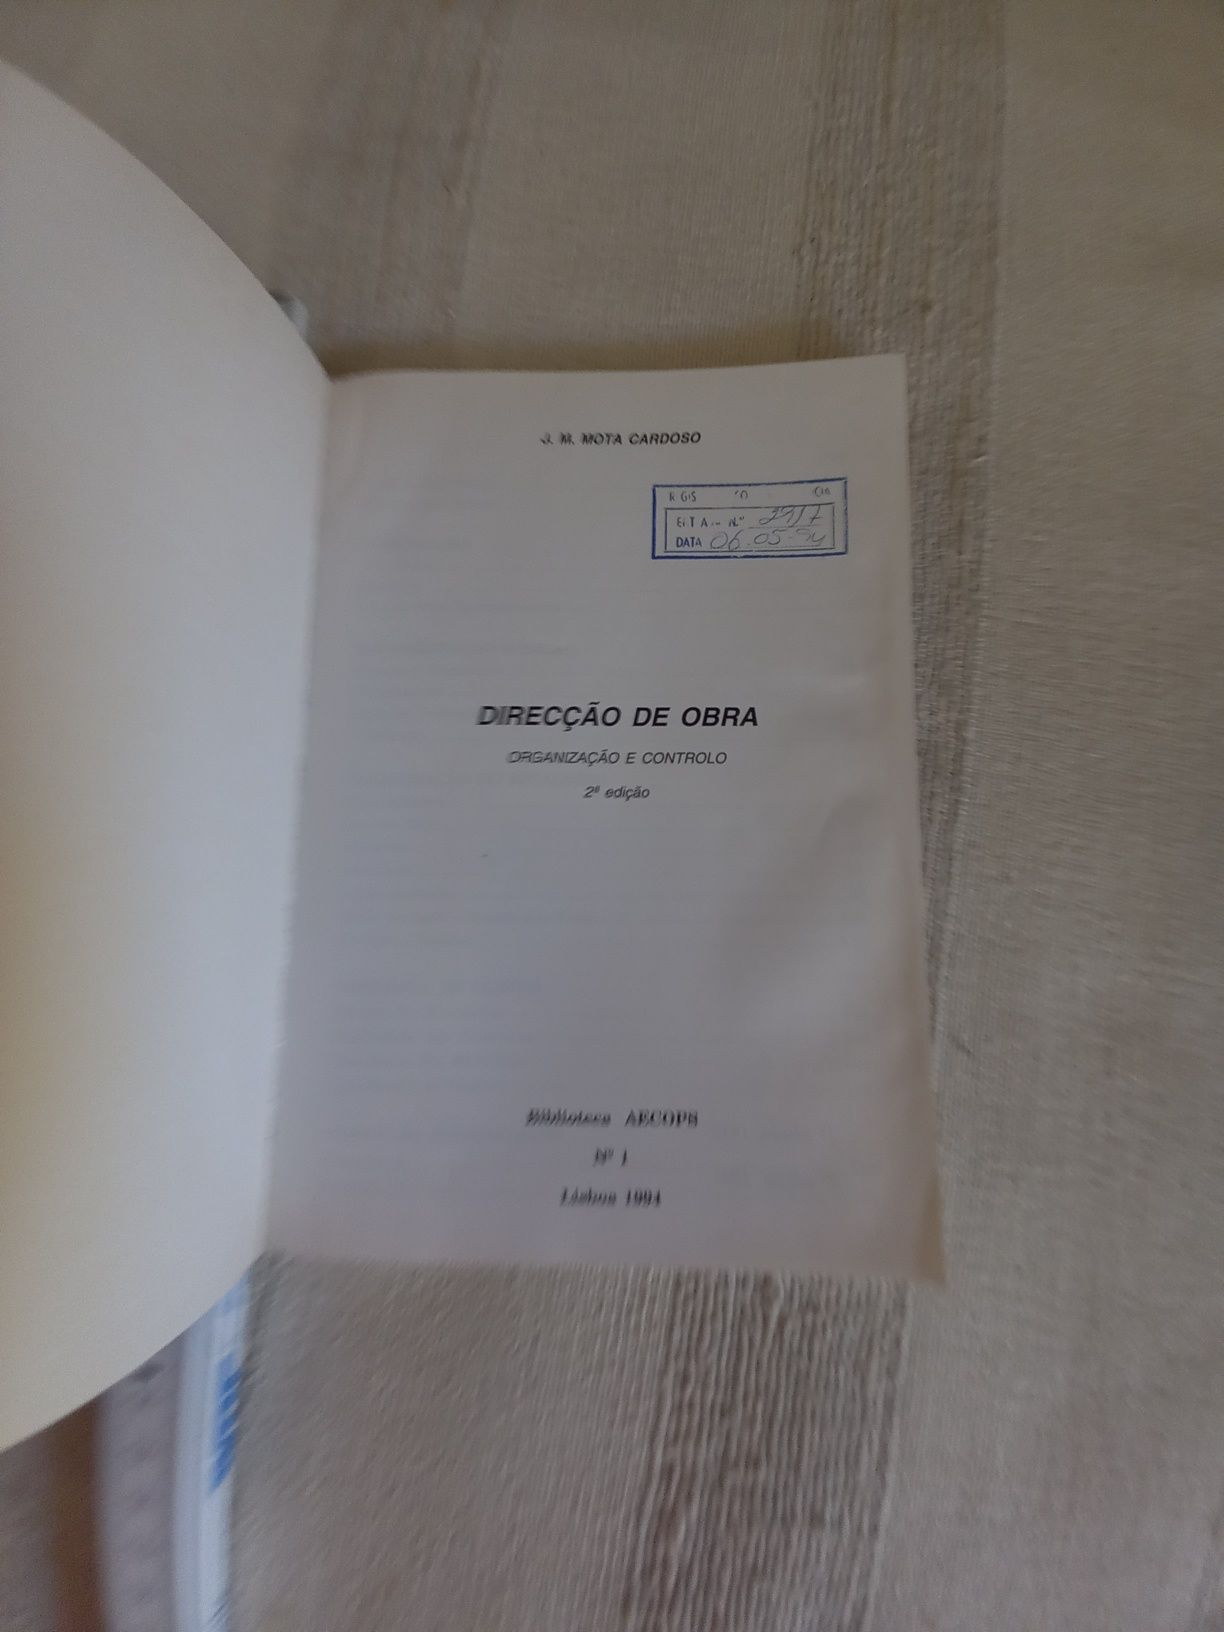 J. M. MOTA CARDOSO
DATA 06.05.94
DIRECÇÃO DE OBRA
ORGANIZAÇÃO E CONTROLO
2ª edição
Biblioteca AECOPS
Nº 1
Lisboa 1994